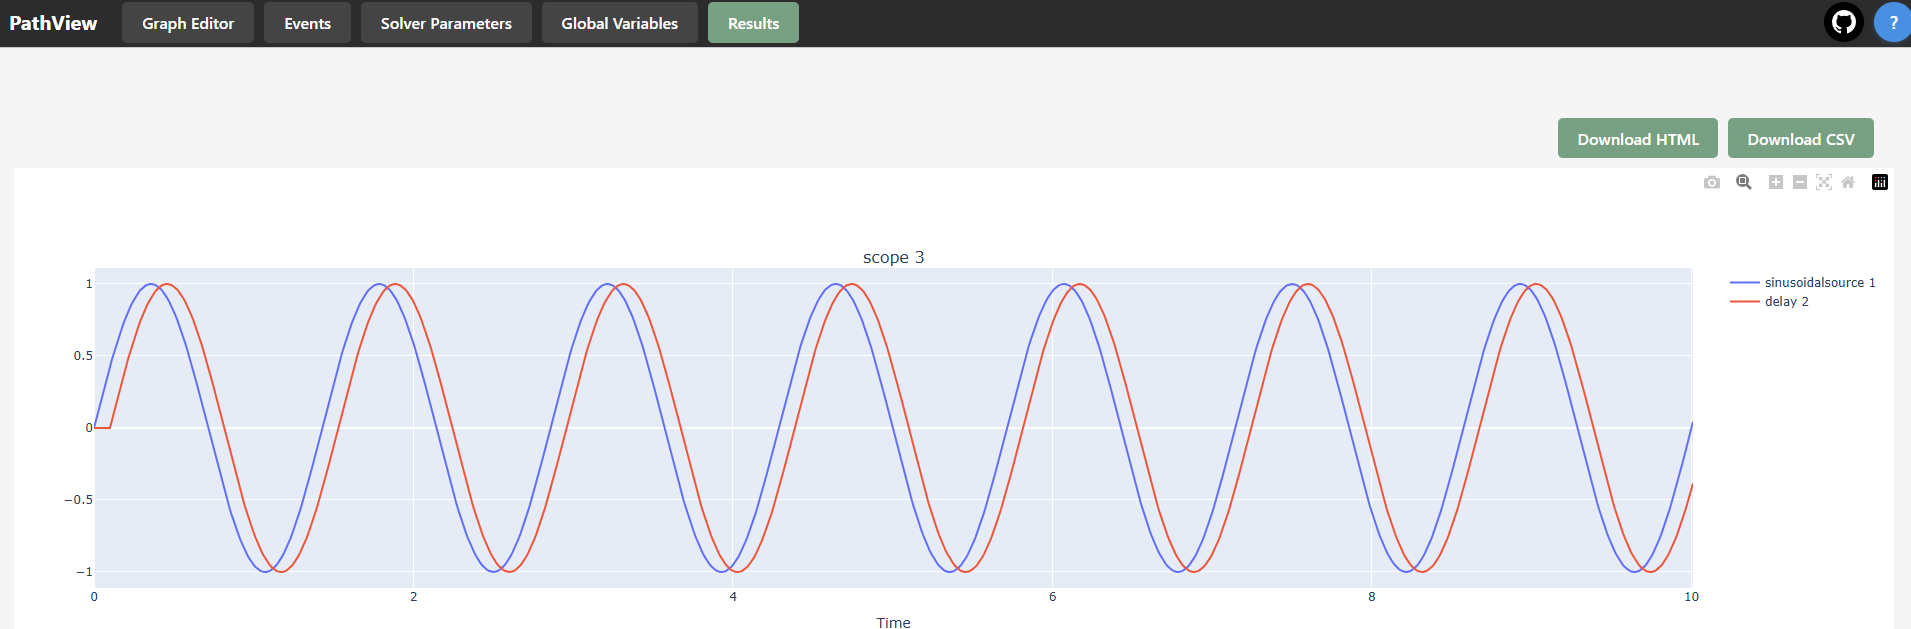 PathView Graph Editor Events Solver Parameters Global Variables Results ?
Download HTML Download CSV
scope 3
sinusoidalsource 1
delay 2
1
0.5
0
−0.5
−1
0 2 4 6 8 10
Time